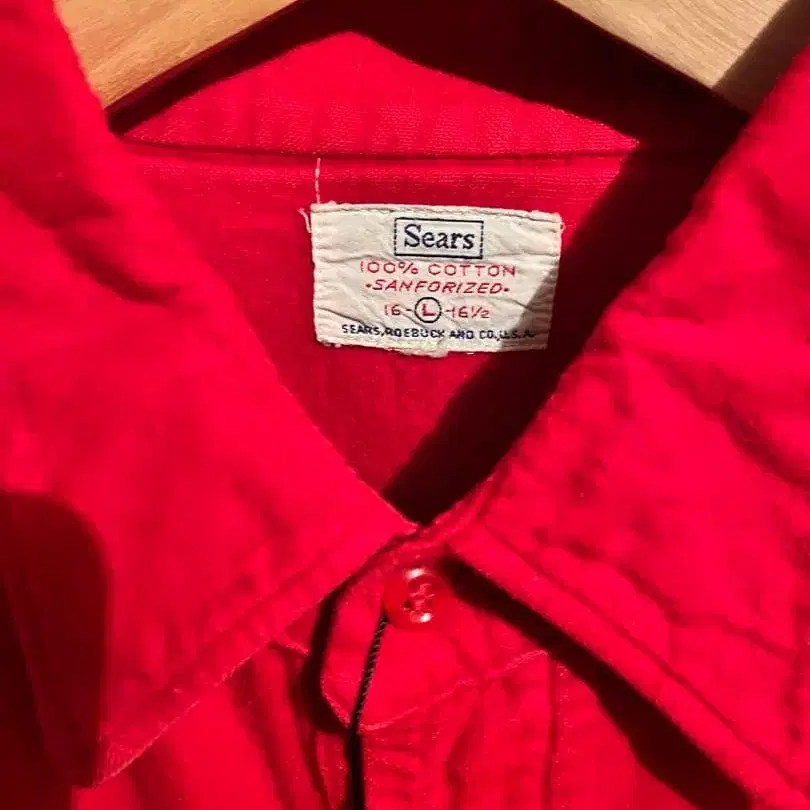 Sears
100% COTTON
•SANFORIZED•
16-L-16½
SEARS, ROEBUCK AND CO., U.S.A.